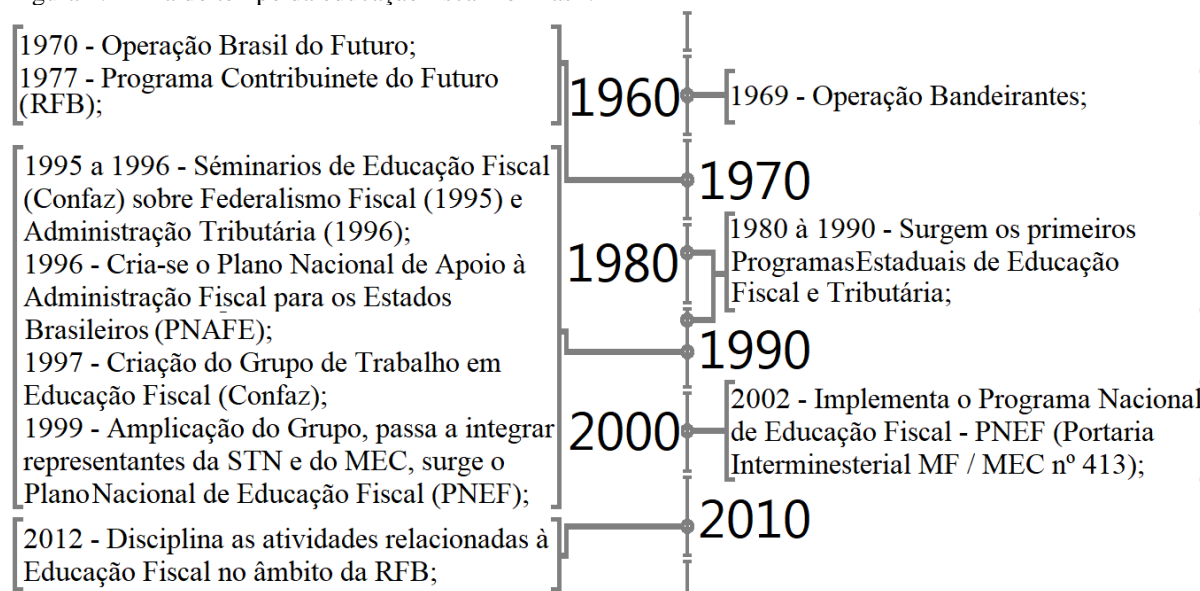 1970 - Operação Brasil do Futuro;
1977 - Programa Contribuinete do Futuro
(RFB);
1960
1969 - Operação Bandeirantes;
1970
1995 a 1996 - Séminarios de Educação Fiscal
(Confaz) sobre Federalismo Fiscal (1995) e
Administração Tributária (1996);
1996 - Cria-se o Plano Nacional de Apoio à
Administração Fiscal para os Estados
Brasileiros (PNAFE);
1997 - Criação do Grupo de Trabalho em
Educação Fiscal (Confaz);
1999 - Amplicação do Grupo, passa a integrar
representantes da STN e do MEC, surge o
Plano Nacional de Educação Fiscal (PNEF);
1980
1980 à 1990 - Surgem os primeiros
ProgramasEstaduais de Educação
Fiscal e Tributária;
1990
2000
2002 - Implementa o Programa Nacional
de Educação Fiscal - PNEF (Portaria
Interminesterial MF / MEC nº 413);
2010
2012 - Disciplina as atividades relacionadas à
Educação Fiscal no âmbito da RFB;